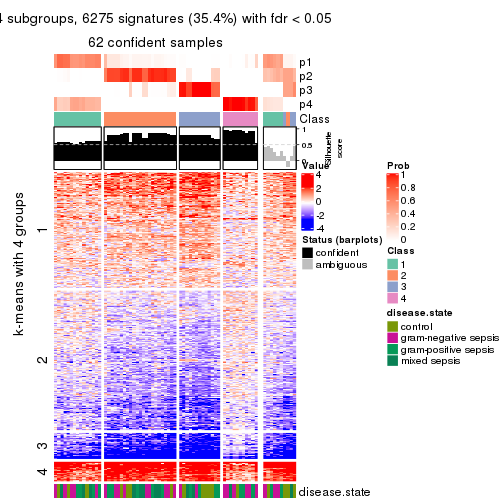 4 subgroups, 6275 signatures (35.4%) with fdr < 0.05
62 confident samples
p1
p2
p3
p4
Class
1
0.5
0
Silhouette
score
k-means with 4 groups
1
2
3
4
disease.state
Value
4
2
0
-2
-4
Status (barplots)
confident
ambiguous
Prob
1
0.8
0.6
0.4
0.2
0
Class
1
2
3
4
disease.state
control
gram-negative sepsis
gram-positive sepsis
mixed sepsis